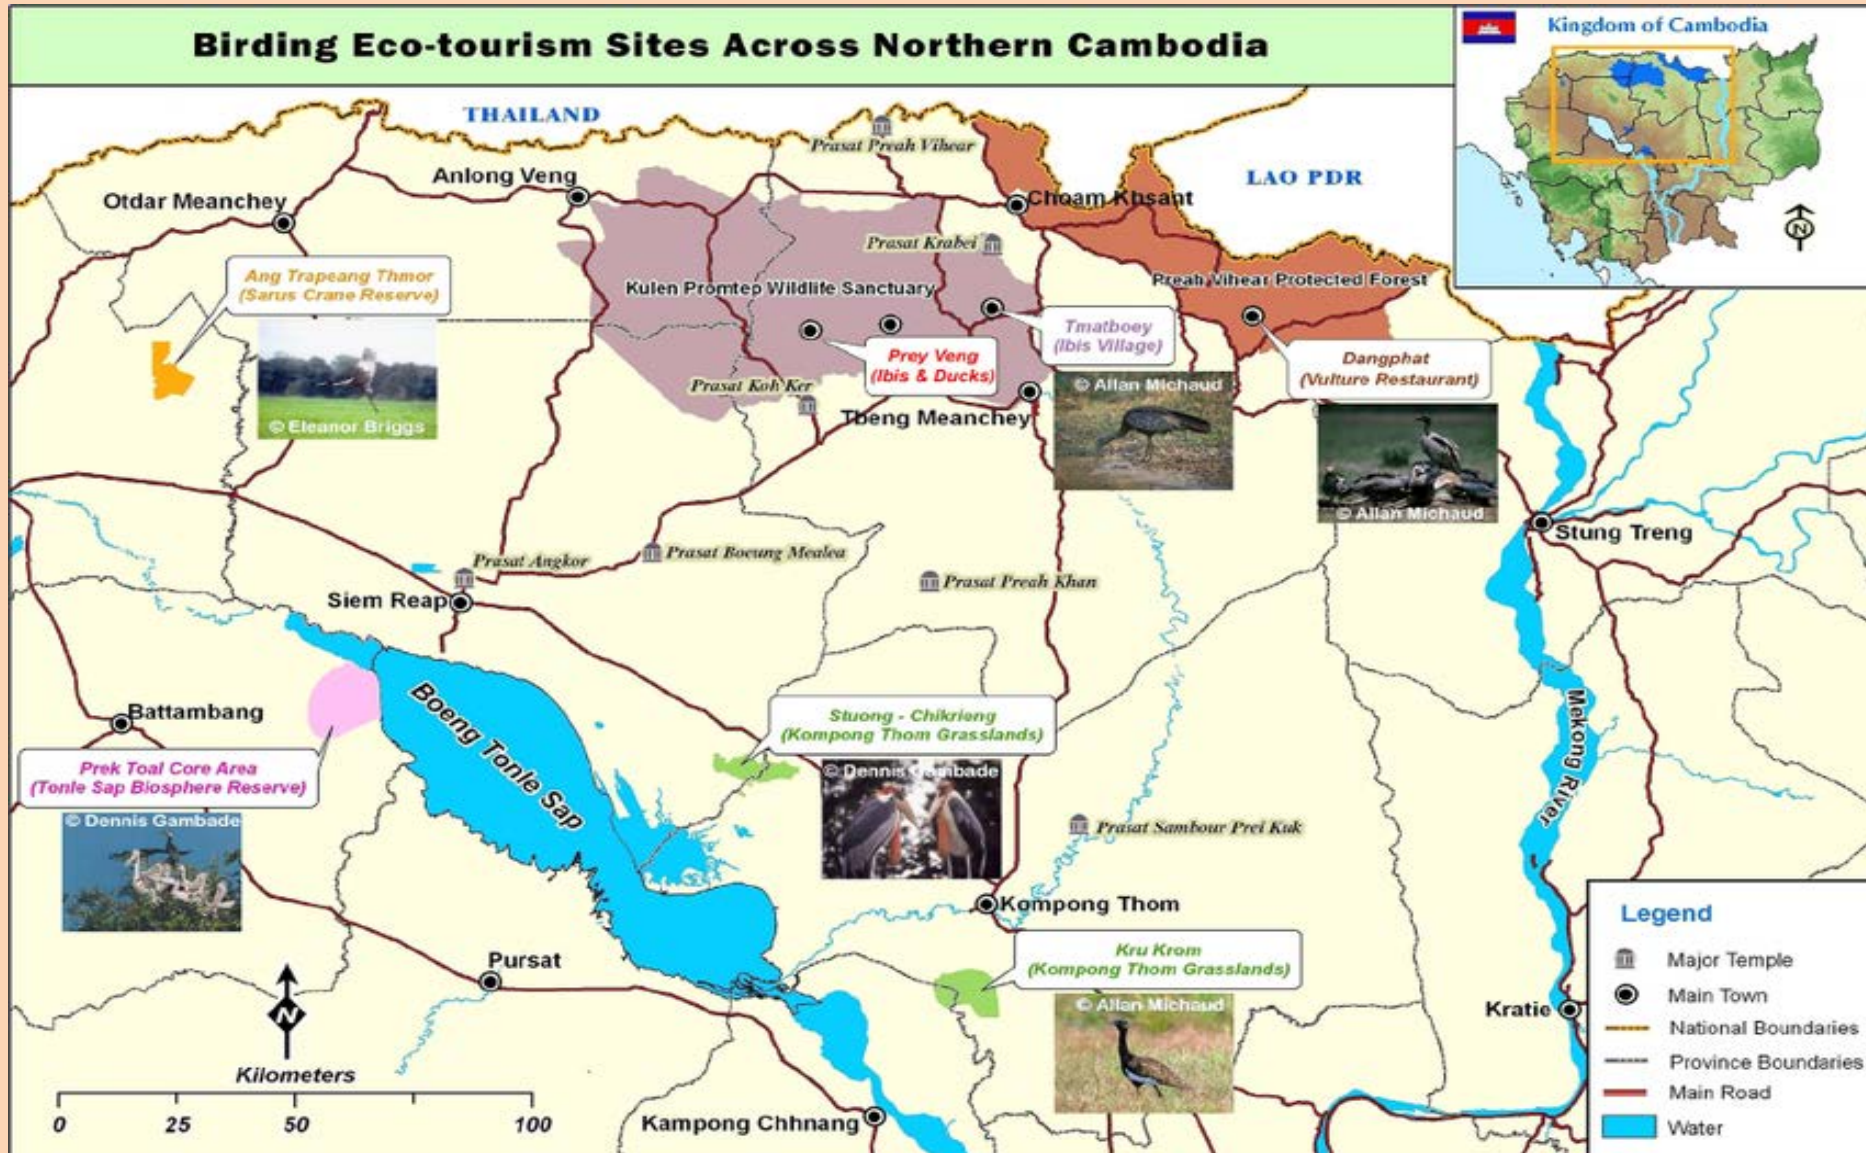 Birding Eco-tourism Sites Across Northern Cambodia
Kingdom of Cambodia
N
THAILAND
LAO PDR
Prasat Preah Vihear
Anlong Veng
Otdar Meanchey
Choam Khsant
Prasat Krabei
Ang Trapeang Thmor
(Sarus Crane Reserve)
© Eleanor Briggs
Kulen Promtep Wildlife Sanctuary
Preah Vihear Protected Forest
Tmatboey
(Ibis Village)
Prey Veng
(Ibis & Ducks)
Dangphat
(Vulture Restaurant)
Prasat Koh Ker
Tbeng Meanchey
© Allan Michaud
© Allan Michaud
Stung Treng
Prasat Angkor
Prasat Boeung Mealea
Prasat Preah Khan
Siem Reap
Battambang
Boeng Tonle Sap
Mekong River
Stuong - Chikrieng
(Kompong Thom Grasslands)
© Dennis Gambade
Prek Toal Core Area
(Tonle Sap Biosphere Reserve)
© Dennis Gambade
Prasat Sambour Prei Kuk
Kompong Thom
Kru Krom
(Kompong Thom Grasslands)
© Allan Michaud
Pursat
Kratie
Kampong Chhnang
N
Kilometers
0 25 50 100
Legend
Major Temple
Main Town
National Boundaries
Province Boundaries
Main Road
Water